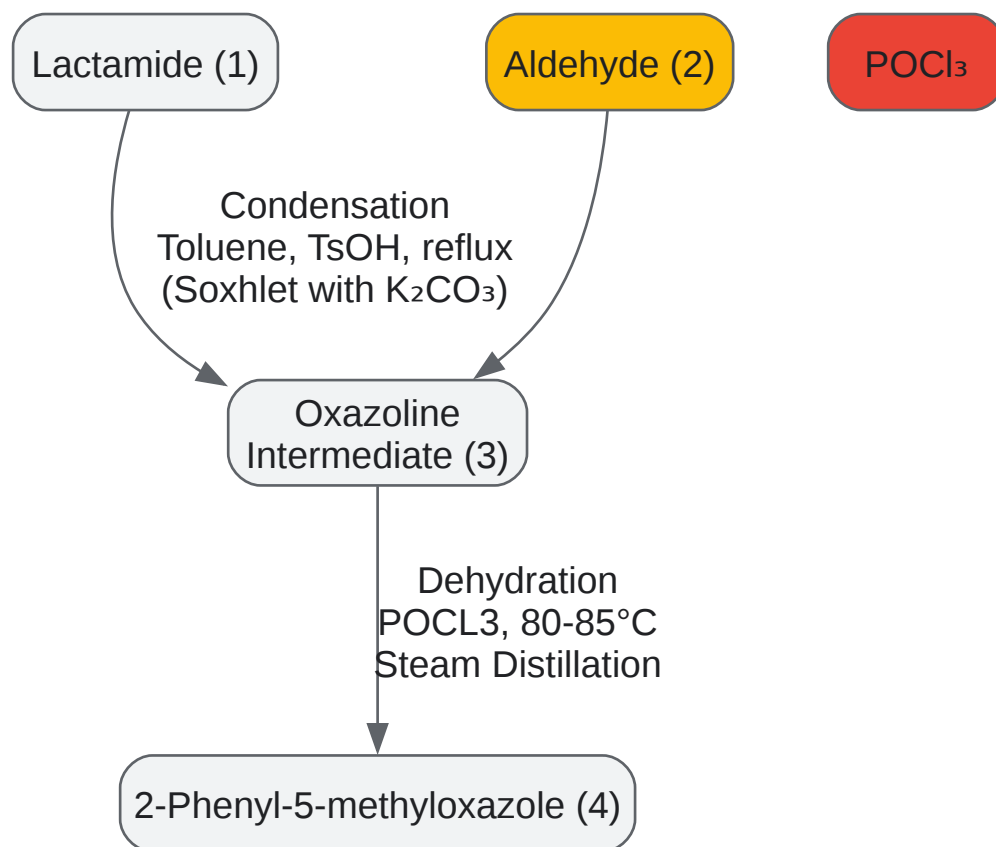 Lactamide (1)
Aldehyde (2)
POCl₃
Condensation
Toluene, TsOH, reflux
(Soxhlet with K₂CO₃)
Oxazoline
Intermediate (3)
Dehydration
POCL3, 80-85°C
Steam Distillation
2-Phenyl-5-methyloxazole (4)